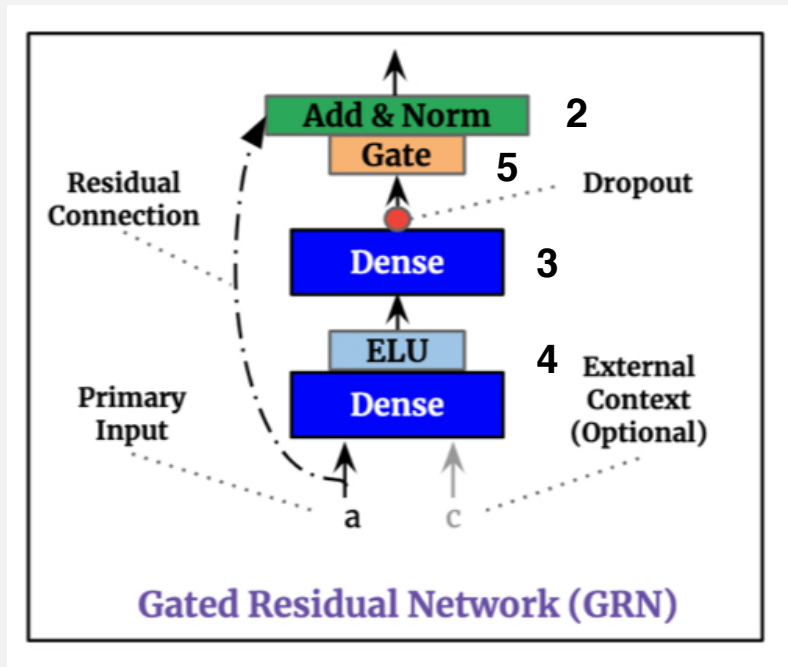 Add & Norm
2
Gate
5
Residual
Connection
Dropout
Dense
3
ELU
4
External
Context
(Optional)
Primary
Input
Dense
a
c
Gated Residual Network (GRN)